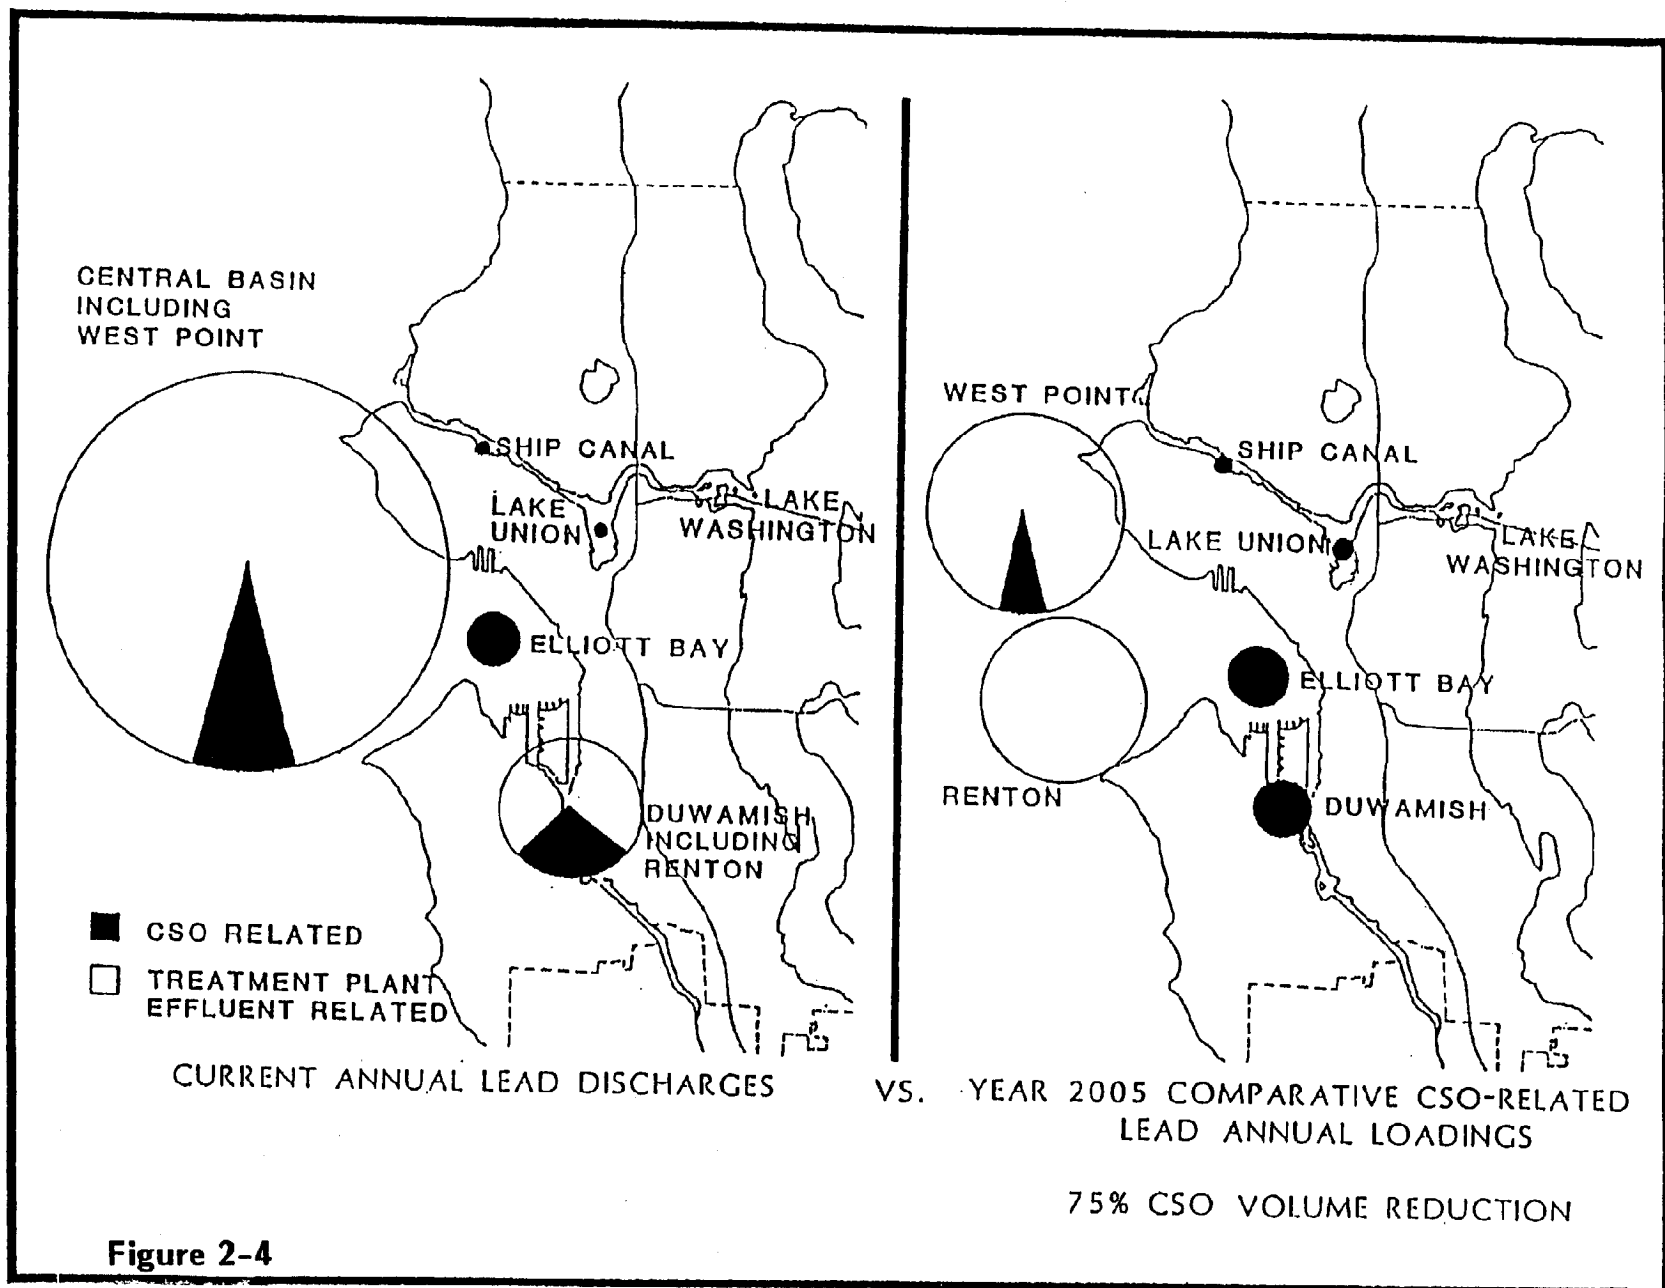 CENTRAL BASIN
INCLUDING
WEST POINT
SHIP CANAL
LAKE
UNION
LAKE
WASHINGTON
ELLIOTT BAY
DUWAMISH
INCLUDING
RENTON
CSO RELATED
TREATMENT PLANT
EFFLUENT RELATED
CURRENT ANNUAL LEAD DISCHARGES
VS.
WEST POINT
SHIP CANAL
LAKE UNION
LAKE
WASHINGTON
ELLIOTT BAY
RENTON
DUWAMISH
YEAR 2005 COMPARATIVE CSO-RELATED
LEAD ANNUAL LOADINGS
75% CSO VOLUME REDUCTION
Figure 2-4